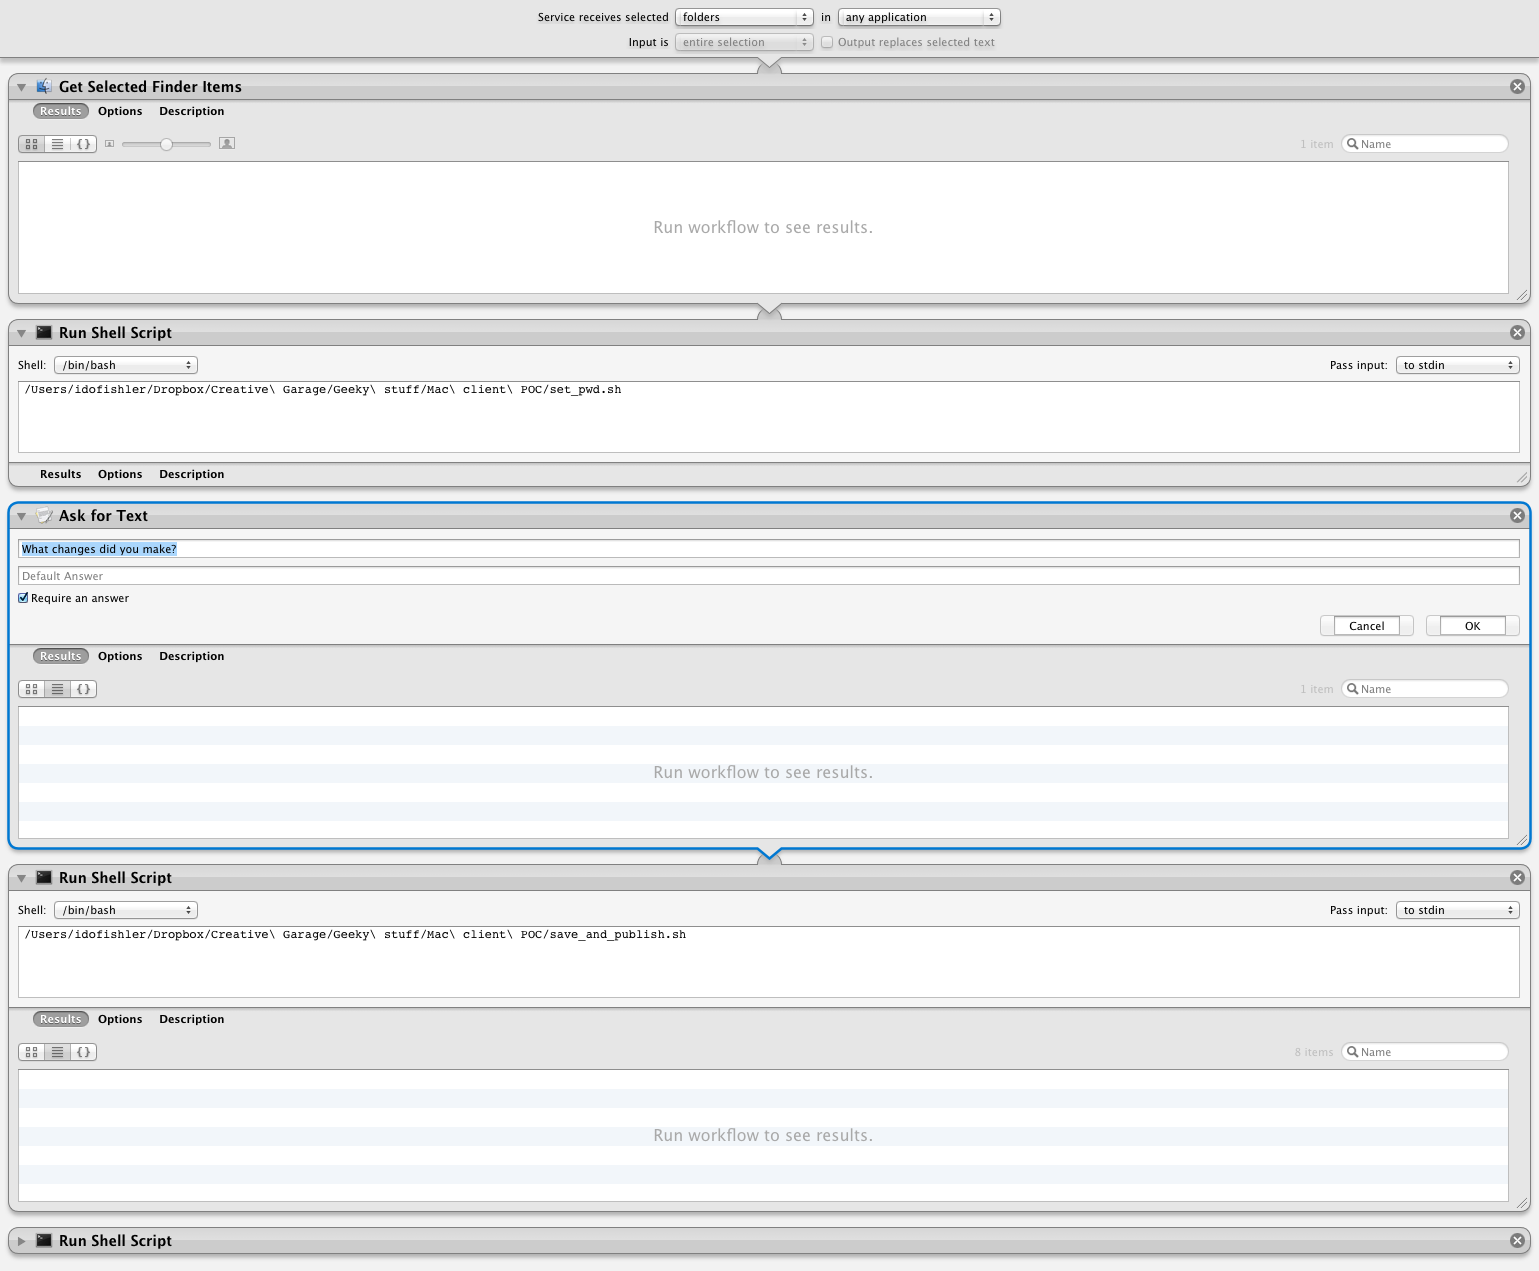 Service receives selected folders in any application
Input is entire selection Output replaces selected text
Get Selected Finder Items
Results Options Description
1 item Name
Run workflow to see results.
Run Shell Script
Shell: /bin/bash Pass input: to stdin
/Users/idofishler/Dropbox/Creative\ Garage/Geeky\ stuff/Mac\ client\ POC/set_pwd.sh
Results Options Description
Ask for Text
What changes did you make?
Default Answer
Require an answer
Cancel OK
Results Options Description
1 item Name
Run workflow to see results.
Run Shell Script
Shell: /bin/bash Pass input: to stdin
/Users/idofishler/Dropbox/Creative\ Garage/Geeky\ stuff/Mac\ client\ POC/save_and_publish.sh
Results Options Description
8 items Name
Run workflow to see results.
Run Shell Script